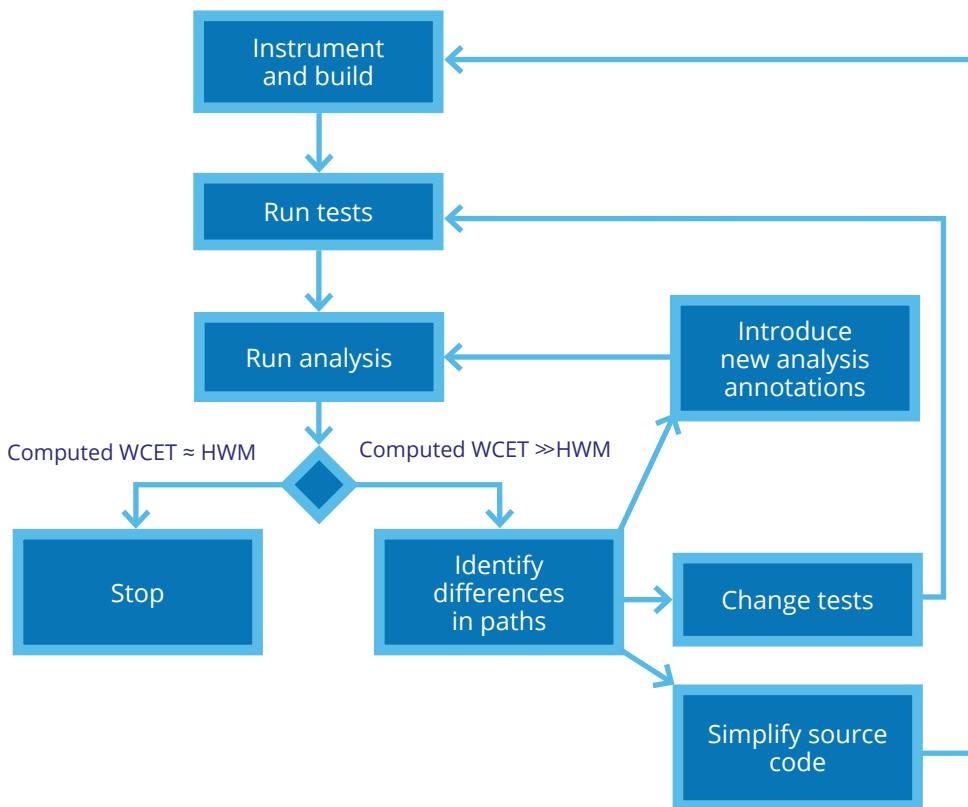 Instrument
and build
Run tests
Run analysis
Introduce
new analysis
annotations
Computed WCET ≈ HWM
Computed WCET ≫HWM
Stop
Identify
differences
in paths
Change tests
Simplify source
code